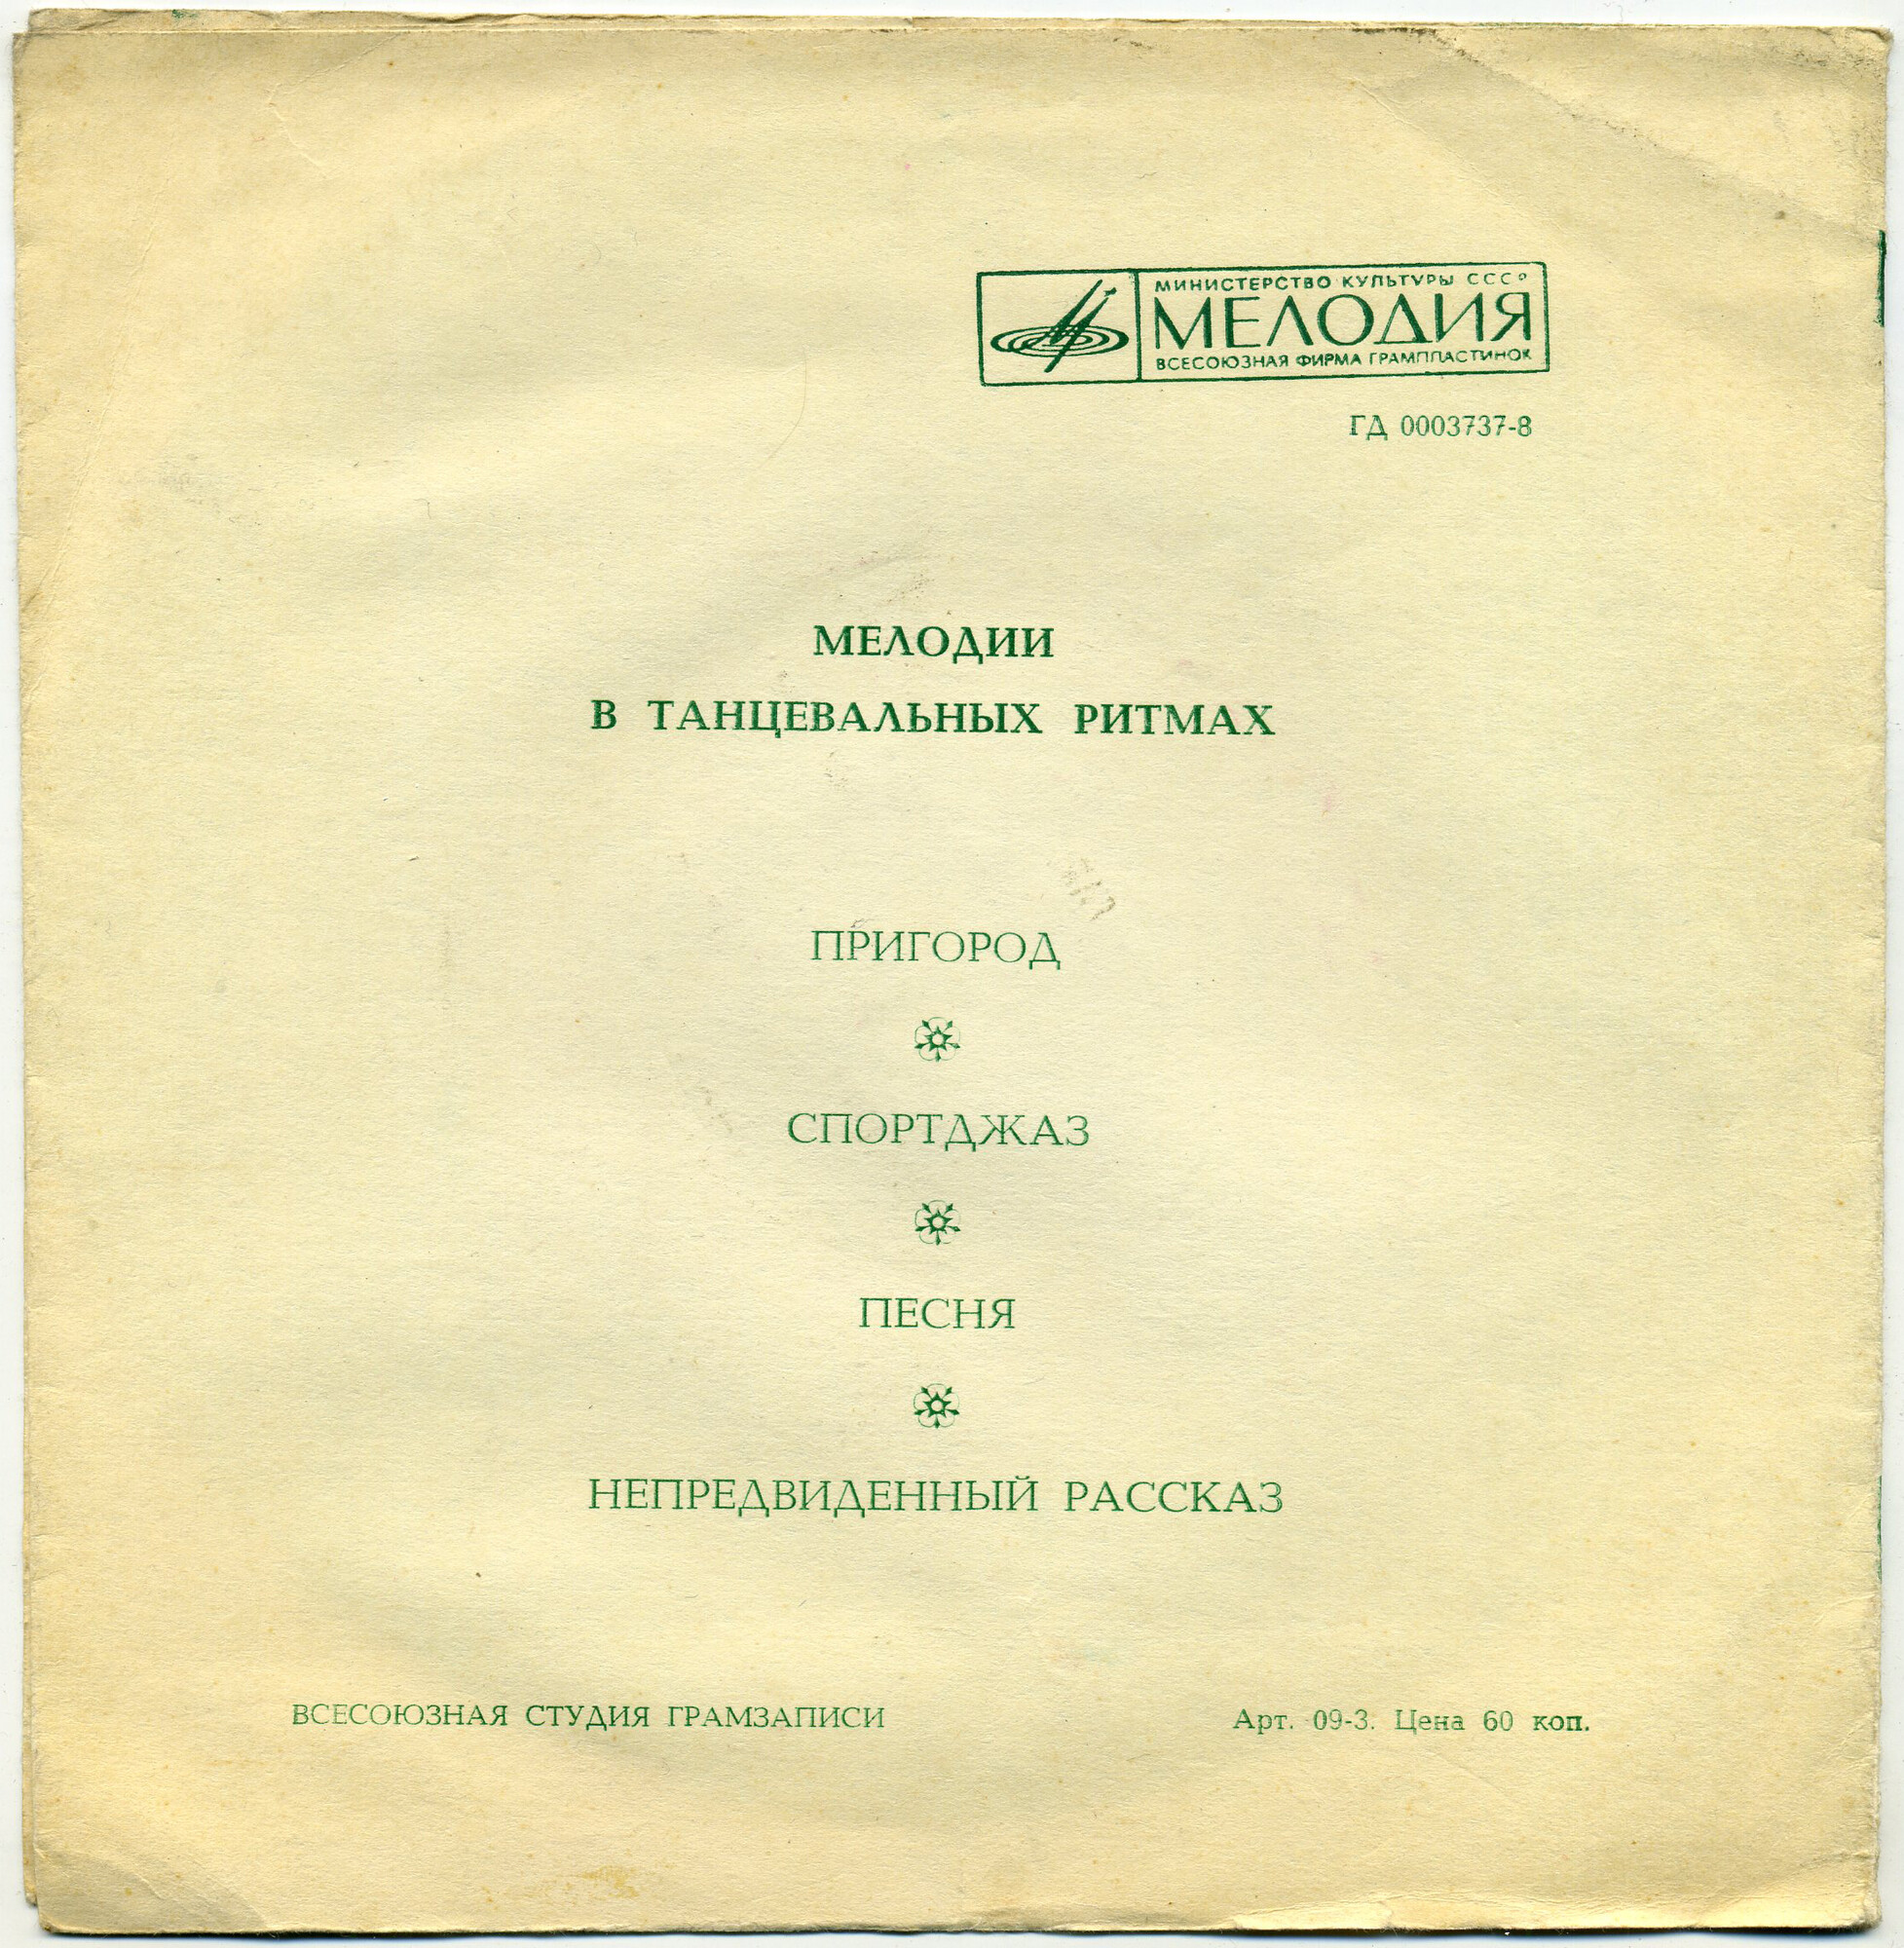 МИНИСТЕРСТВО КУЛЬТУРЫ СССР
МЕЛОДИЯ
ВСЕСОЮЗНАЯ ФИРМА ГРАМПЛАСТИНОК
ГД 0003737-8
МЕЛОДИИ
В ТАНЦЕВАЛЬНЫХ РИТМАХ
ПРИГОРОД
СПОРТДЖАЗ
ПЕСНЯ
НЕПРЕДВИДЕННЫЙ РАССКАЗ
ВСЕСОЮЗНАЯ СТУДИЯ ГРАМЗАПИСИ
Арт. 09-3. Цена 60 коп.